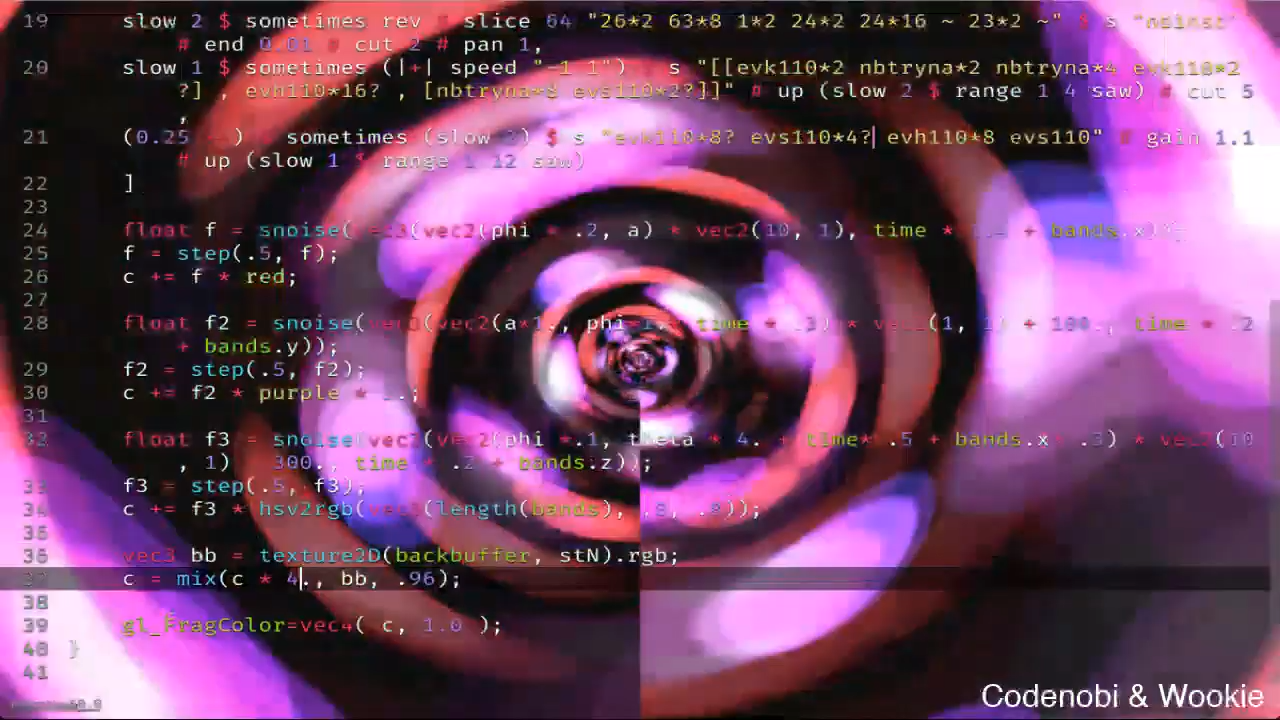 19 slow 2 $ sometimes rev # slice 64 "26*2 63*8 1*2 24*2 24*16 ~ 23*2 ~" $ s "ndinst"
# end 0.01 # cut 2 # pan 1,
20 slow 1 $ sometimes (|+| speed "-1 1") s "[[evk110*2 nbtryna*2 nbtryna*4 evk110*2
?] , evh110*16? , [nbtryna*8 evs110*2?]]" # up (slow 2 $ range 1 4 saw) # cut 5
,
21 (0.25 ~ ) sometimes (slow 2) $ s "evk110*8? evs110*4? evh110*8 evs110" # gain 1.1
# up (slow 1 $ range 1 12 saw)
22 ]
23
24 float f = snoise( (vec2(phi * .2, a) * vec2(10, 1), time * + bands.x));
25 f = step(.5, f);
26 c += f * red;
27
28 float f2 = snoise(vec3(vec2(a*1., phi*1.+ time * .3) * vec2(1, 1) + 100., time * .2
+ bands.y));
29 f2 = step(.5, f2);
30 c += f2 * purple * .;
31
32 float f3 = snoise(vec3(vec2(phi *.1, theta * 4. + time* .5 + bands.x* .3) * vec2(10
, 1) 300., time * .2 + bands.z));
33 f3 = step(.5, f3);
34 c += f3 * hsv2rgb(vec3(length(bands), .8, .));
35
36 vec3 bb = texture2D(backbuffer, stN).rgb;
37 c = mix(c * 4., bb, .96);
38
39 gl_FragColor=vec4( c, 1.0 );
40 }
41
Codenobi & Wookie